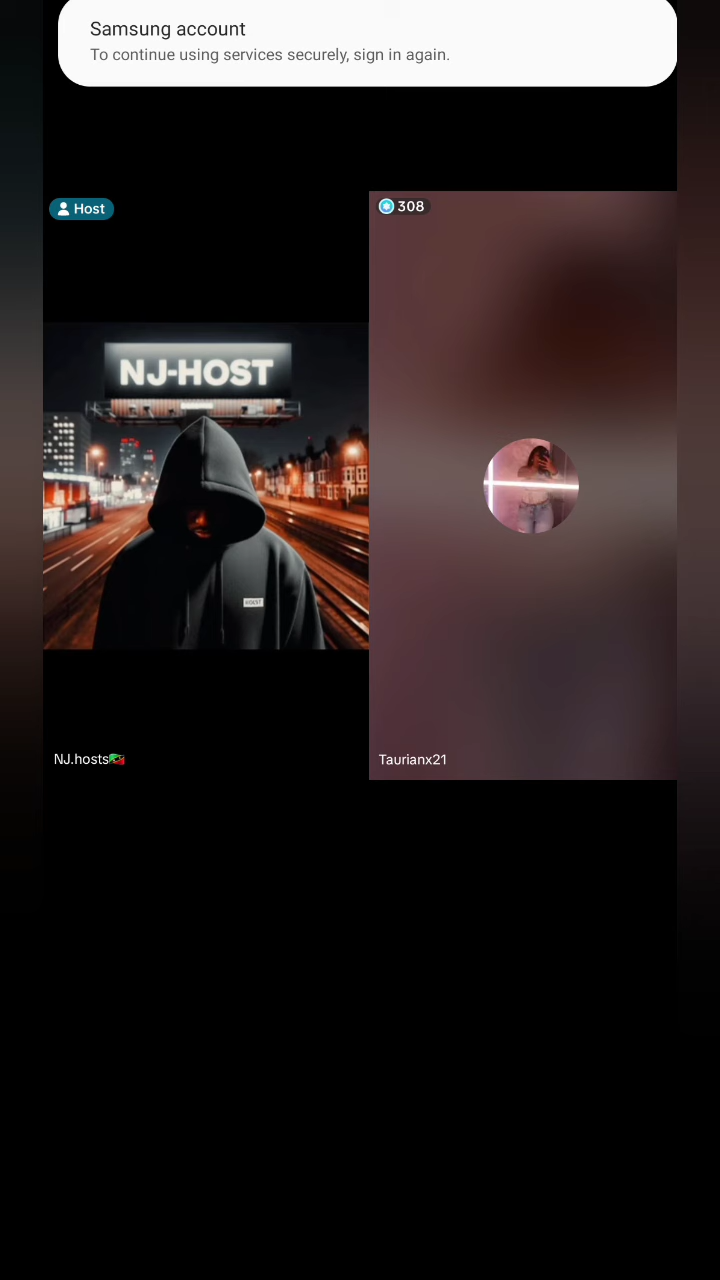 Samsung account
To continue using services securely, sign in again.
Host
308
NJ-HOST
NJ.hosts
Taurianx21